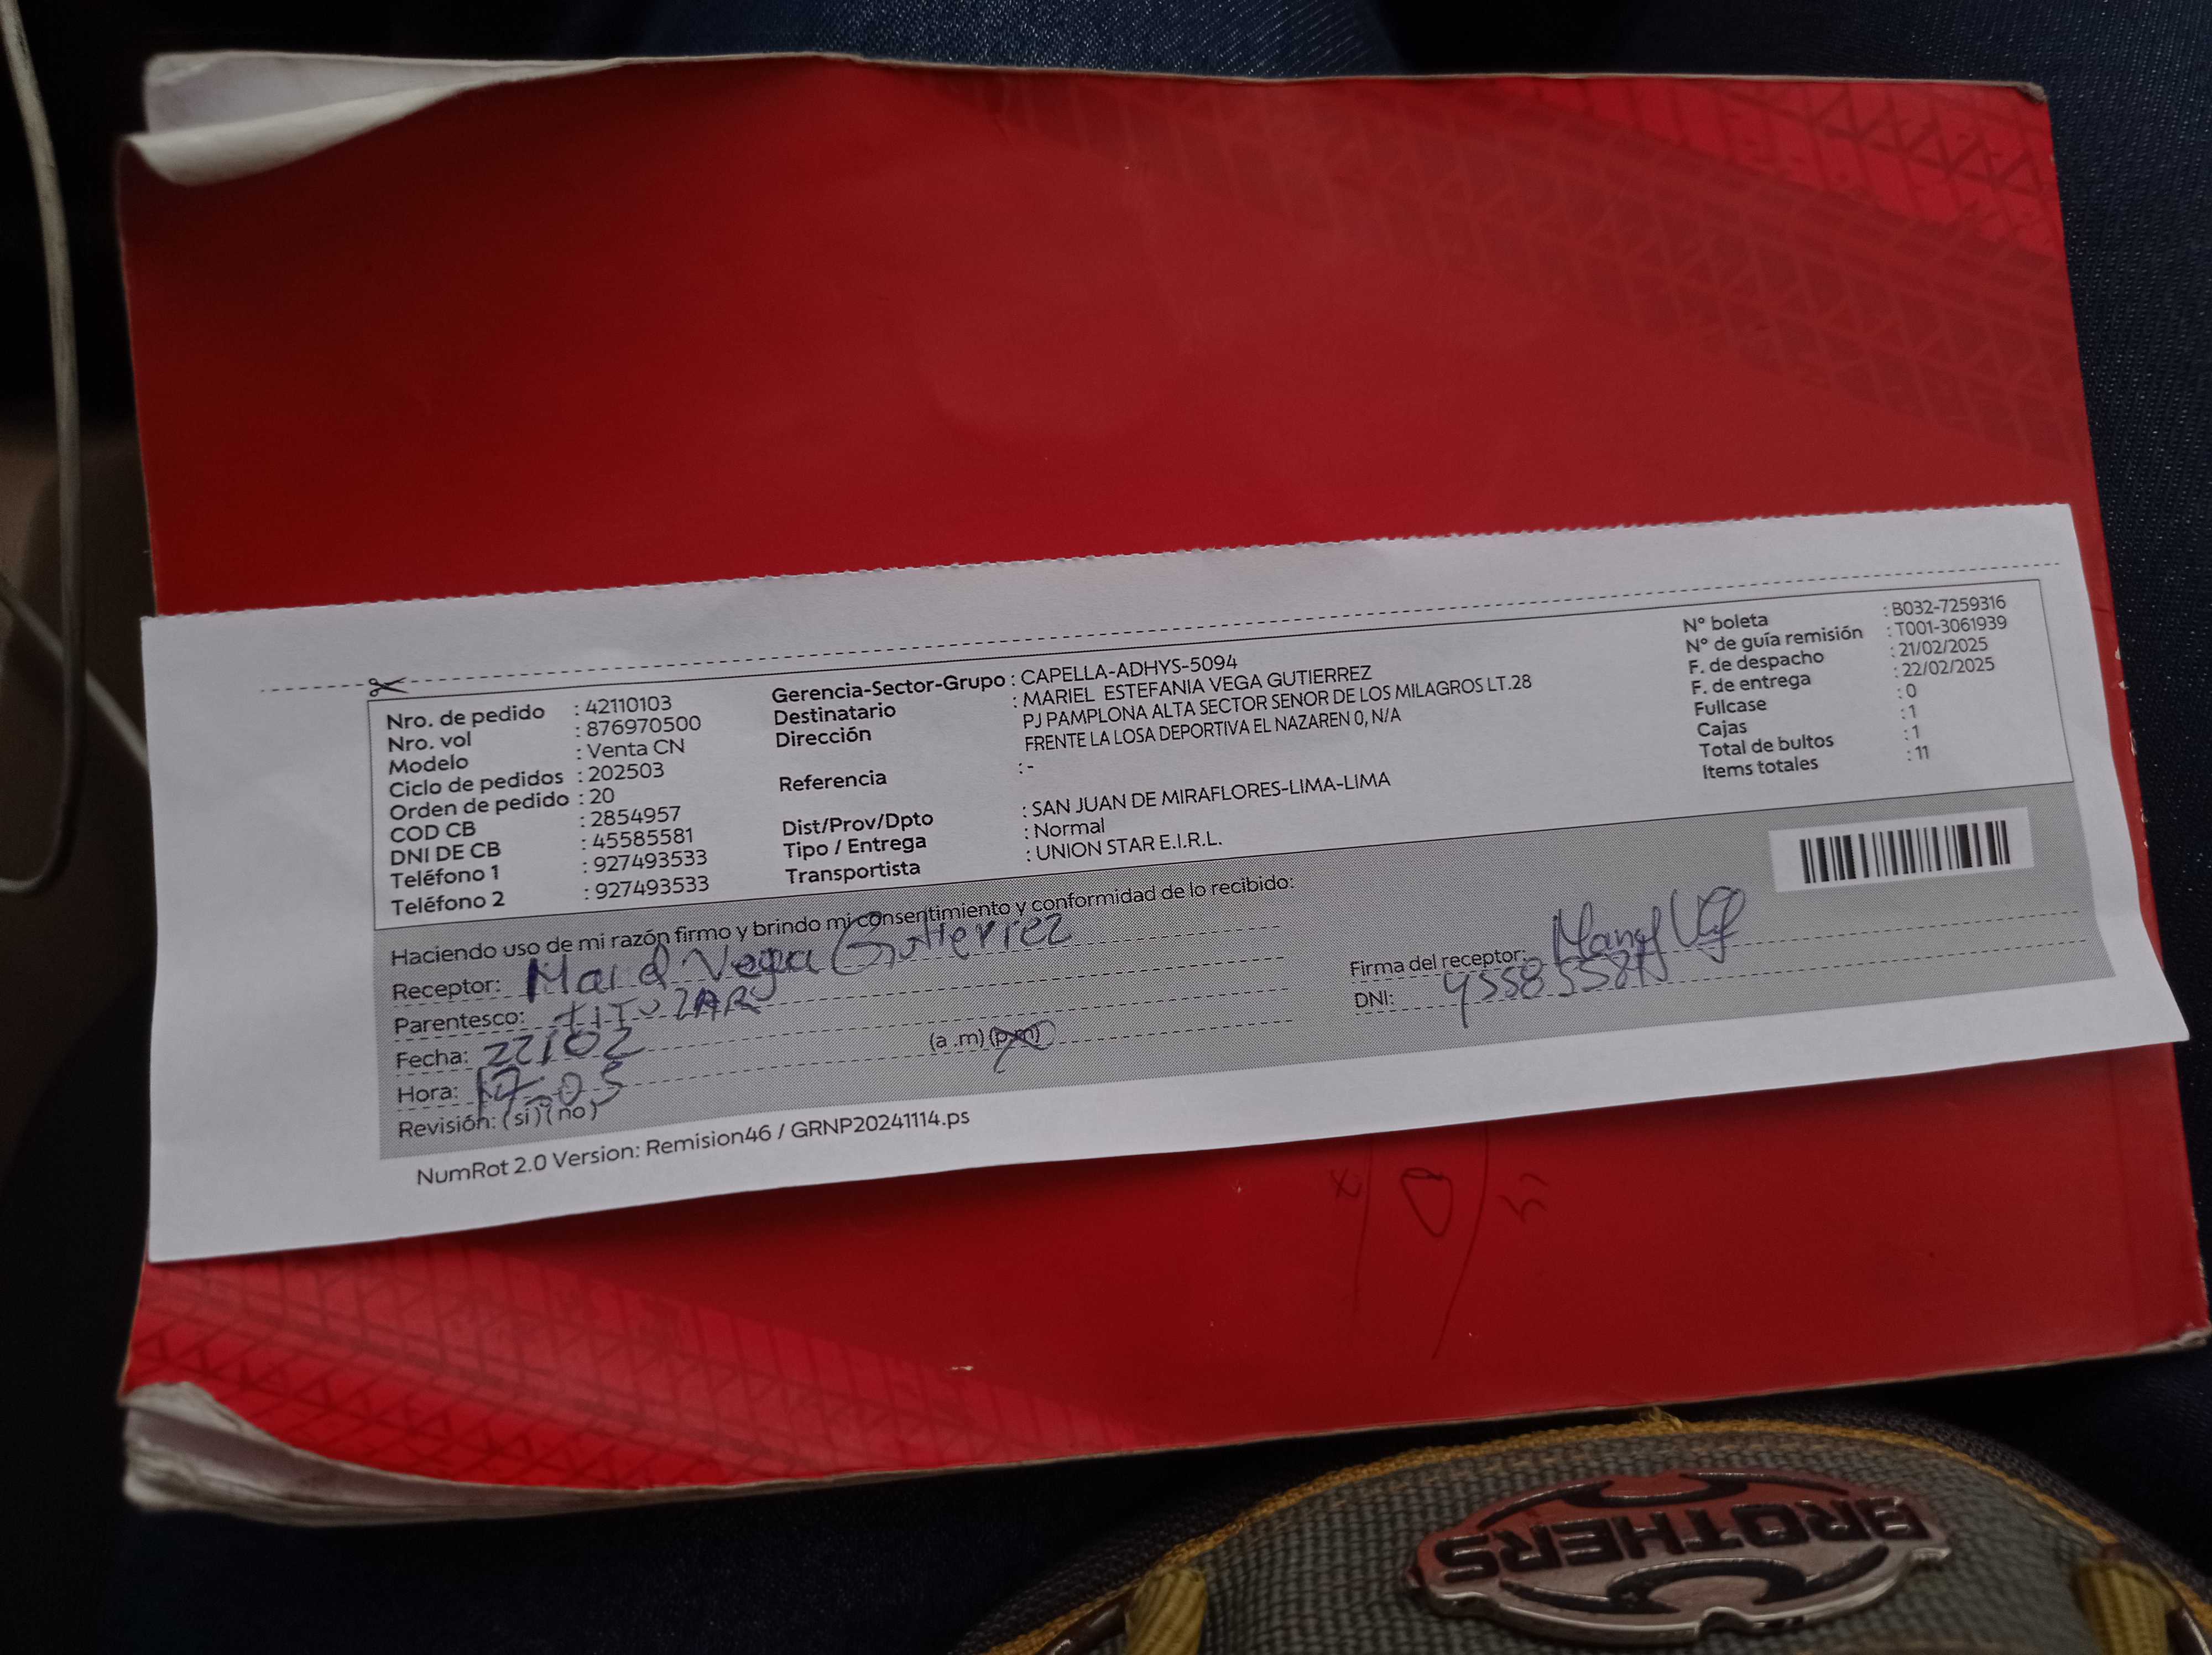 Nro. de pedido : 42110103
Nro. vol : 876970500
Modelo : Venta CN
Ciclo de pedidos : 202503
Orden de pedido : 20
COD CB : 2854957
DNI DE CB : 45585581
Teléfono 1 : 927493533
Teléfono 2 : 927493533
Gerencia-Sector-Grupo : CAPELLA-ADHYS-5094
Destinatario : MARIEL ESTEFANIA VEGA GUTIERREZ
Dirección PJ PAMPLONA ALTA SECTOR SENOR DE LOS MILAGROS LT.28
FRENTE LA LOSA DEPORTIVA EL NAZAREN 0, N/A
Referencia : -
Dist/Prov/Dpto : SAN JUAN DE MIRAFLORES-LIMA-LIMA
Tipo / Entrega : Normal
Transportista : UNION STAR E.I.R.L.
N° boleta : B032-7259316
N° de guía remisión : T001-3061939
F. de despacho : 21/02/2025
F. de entrega : 22/02/2025
Fullcase : 0
Cajas : 1
Total de bultos : 1
Items totales : 11
Haciendo uso de mi razón firmo y brindo mi consentimiento y conformidad de lo recibido:
Receptor: Vega Gutierrez
Parentesco: TITULAR
Fecha: 22/02
Hora: 17:05 (a .m) (p.m)
Revisión: (si) (no)
Firma del receptor:
DNI: 45585581
NumRot 2.0 Version: Remision46 / GRNP20241114.ps
BROTHERS